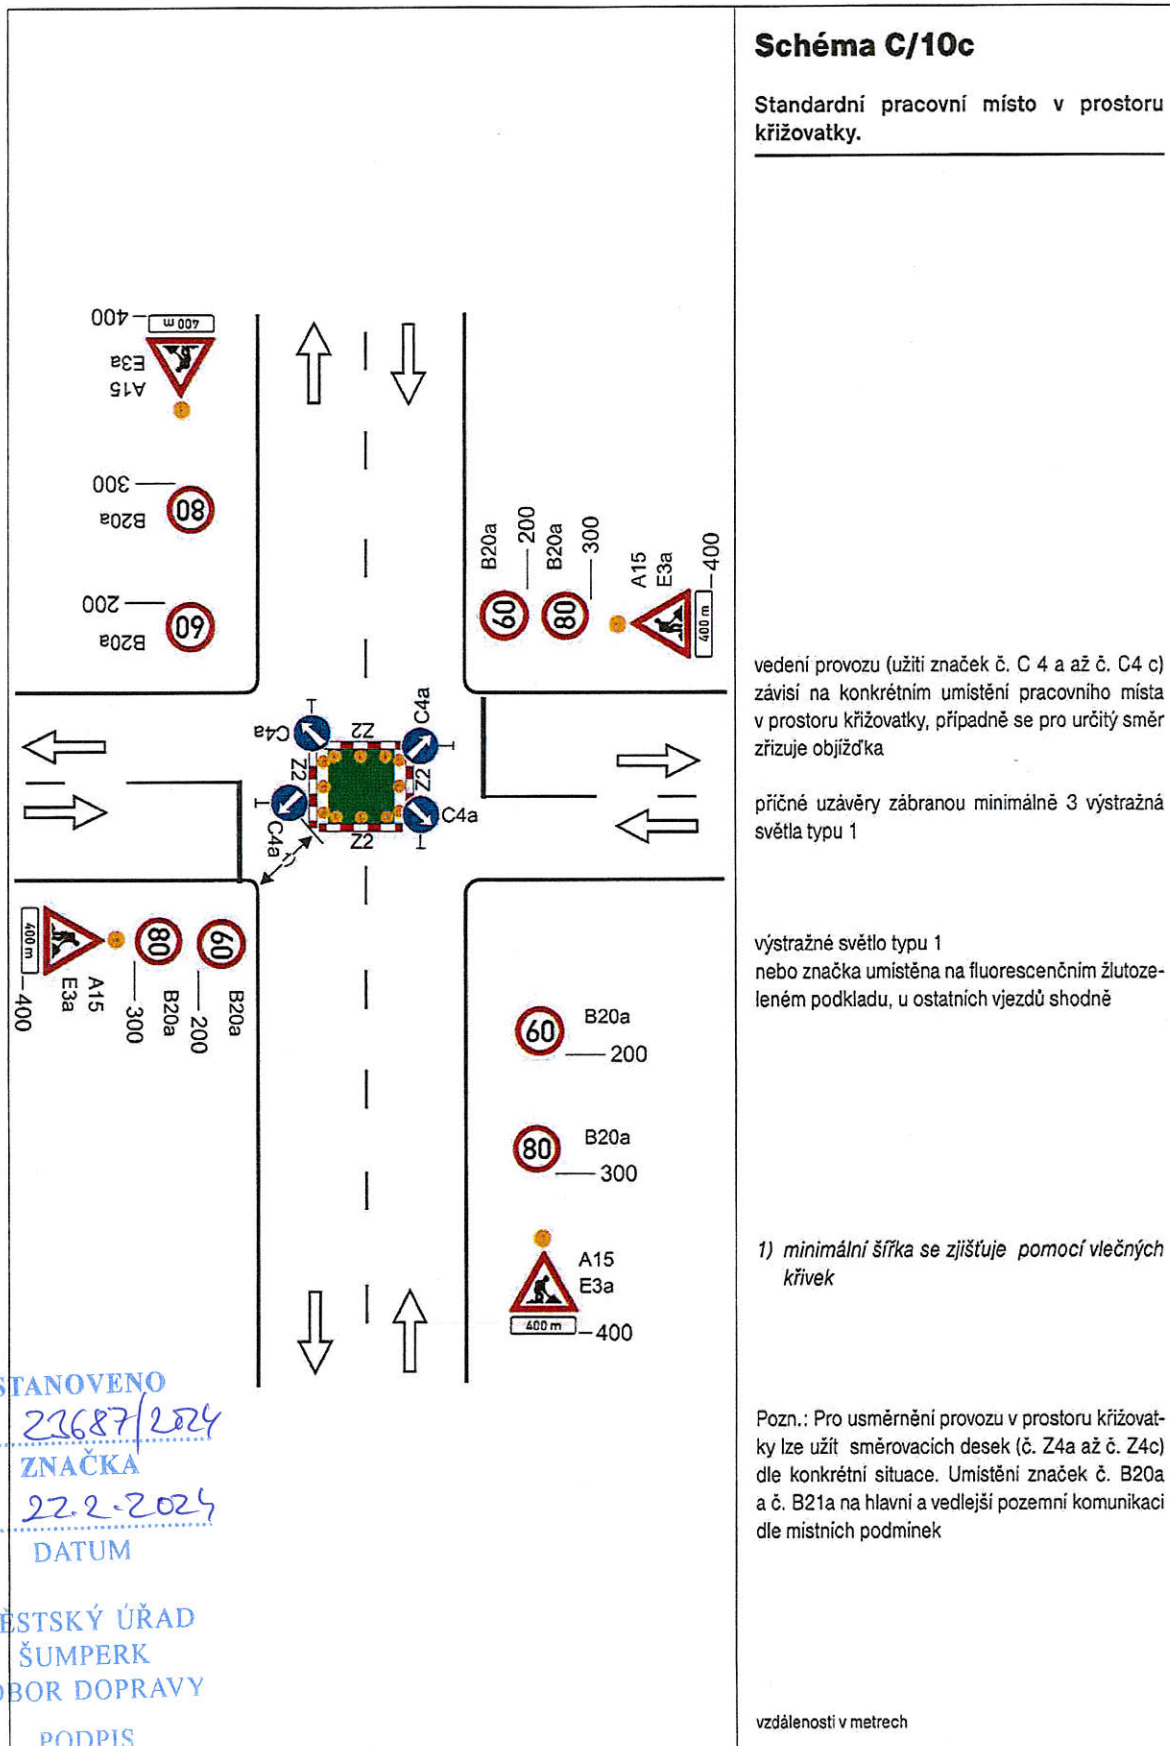 Schéma C/10c
Standardní pracovní místo v prostoru
křižovatky.
400
400 m
E3a
A15
300
80
B20a
200
60
B20a
B20a
200
B20a
300
60
80
A15
E3a
400
400 m
vedení provozu (užití značek č. C 4 a až č. C4 c)
závisí na konkrétním umístění pracovního místa
v prostoru křižovatky, případně se pro určitý směr
zřizuje objížďka
příčné uzávěry zábranou minimálně 3 výstražná
světla typu 1
C4a
Z2
C4a
Z2
Z2
C4a
Z2
C4a
1)
výstražné světlo typu 1
nebo značka umístěna na fluorescenčním žlutoze-
leném podkladu, u ostatních vjezdů shodně
400 m
80
60
400
E3a
A15
300
B20a
200
B20a
60
B20a
200
80
B20a
300
A15
E3a
400 m
400
1) minimální šířka se zjišťuje pomocí vlečných
křivek
Pozn.: Pro usměrnění provozu v prostoru křižovat-
ky lze užít směrovacích desek (č. Z4a až č. Z4c)
dle konkrétní situace. Umístění značek č. B20a
a č. B21a na hlavní a vedlejší pozemní komunikaci
dle místních podmínek
vzdálenosti v metrech
STANOVENO
23687/2024
ZNAČKA
22.2.2024
DATUM
MĚSTSKÝ ÚŘAD
ŠUMPERK
ODBOR DOPRAVY
PODPIS